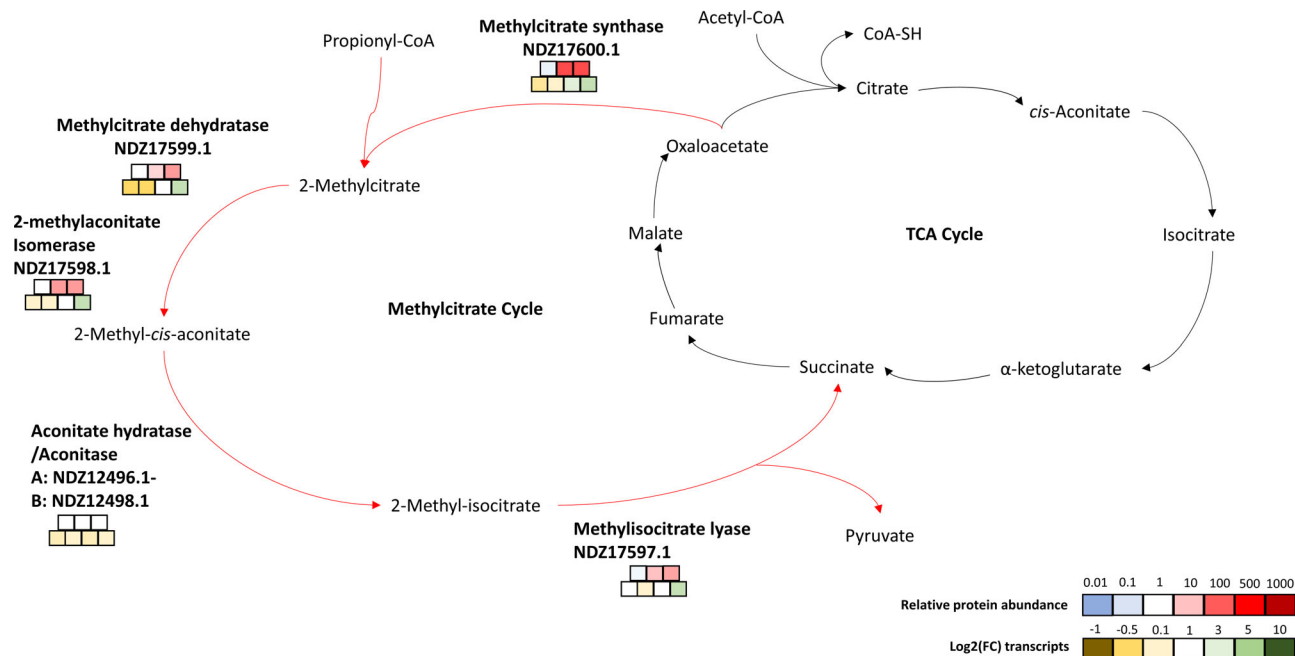 Propionyl-CoA
Methylcitrate synthase
NDZ17600.1
Acetyl-CoA
CoA-SH
Citrate
cis-Aconitate
Methylcitrate dehydratase
NDZ17599.1
Oxaloacetate
2-Methylcitrate
2-methylaconitate
Isomerase
NDZ17598.1
Malate
TCA Cycle
Isocitrate
Methylcitrate Cycle
Fumarate
2-Methyl-cis-aconitate
Succinate
α-ketoglutarate
Aconitate hydratase
/Aconitase
A: NDZ12496.1-
B: NDZ12498.1
2-Methyl-isocitrate
Methylisocitrate lyase
NDZ17597.1
Pyruvate
0.01 0.1 1 10 100 500 1000
Relative protein abundance
-1 -0.5 0.1 1 3 5 10
Log2(FC) transcripts